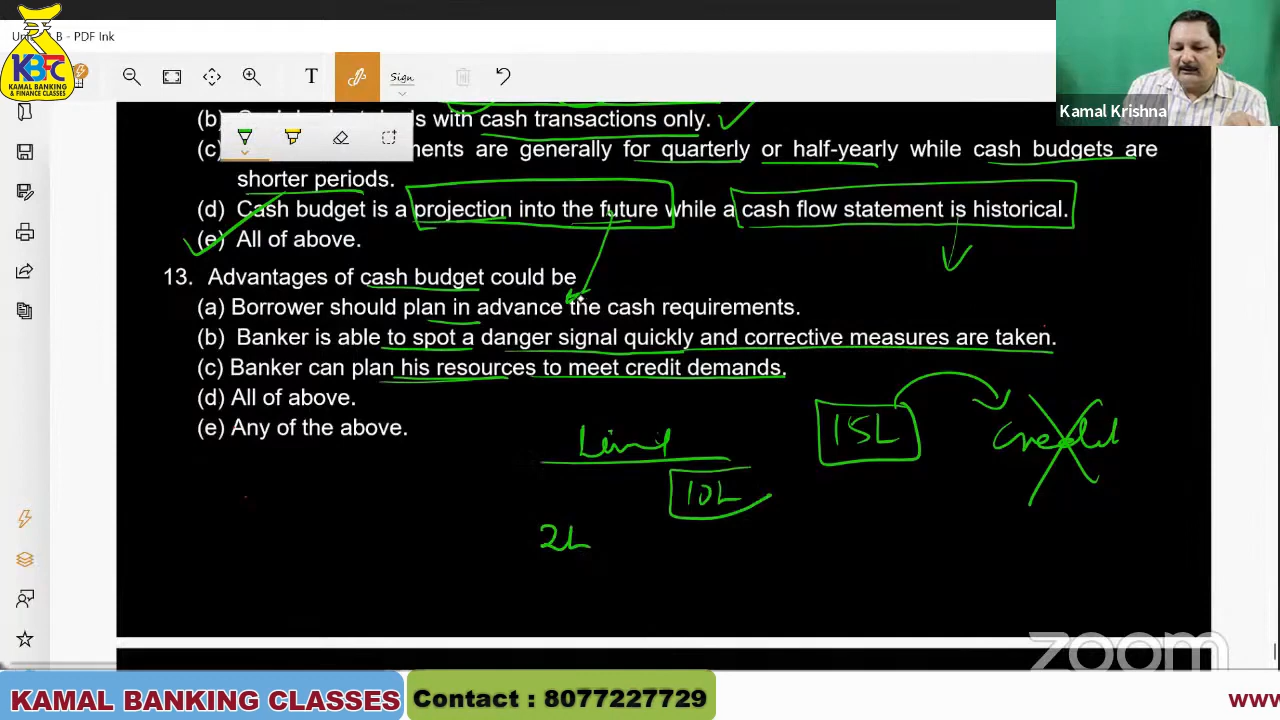 B - PDF Ink
KBFC
KAMAL BANKING
& FINANCE CLASSES
T
Sign
Kamal Krishna
(b) with cash transactions only.
(c) are generally for quarterly or half-yearly while cash budgets are
shorter periods.
(d) Cash budget is a projection into the future while a cash flow statement is historical.
(e) All of above.
13. Advantages of cash budget could be
(a) Borrower should plan in advance the cash requirements.
(b) Banker is able to spot a danger signal quickly and corrective measures are taken.
(c) Banker can plan his resources to meet credit demands.
(d) All of above.
(e) Any of the above.
Limit
15L
10L
2L
zoom
KAMAL BANKING CLASSES
Contact : 8077227729
www